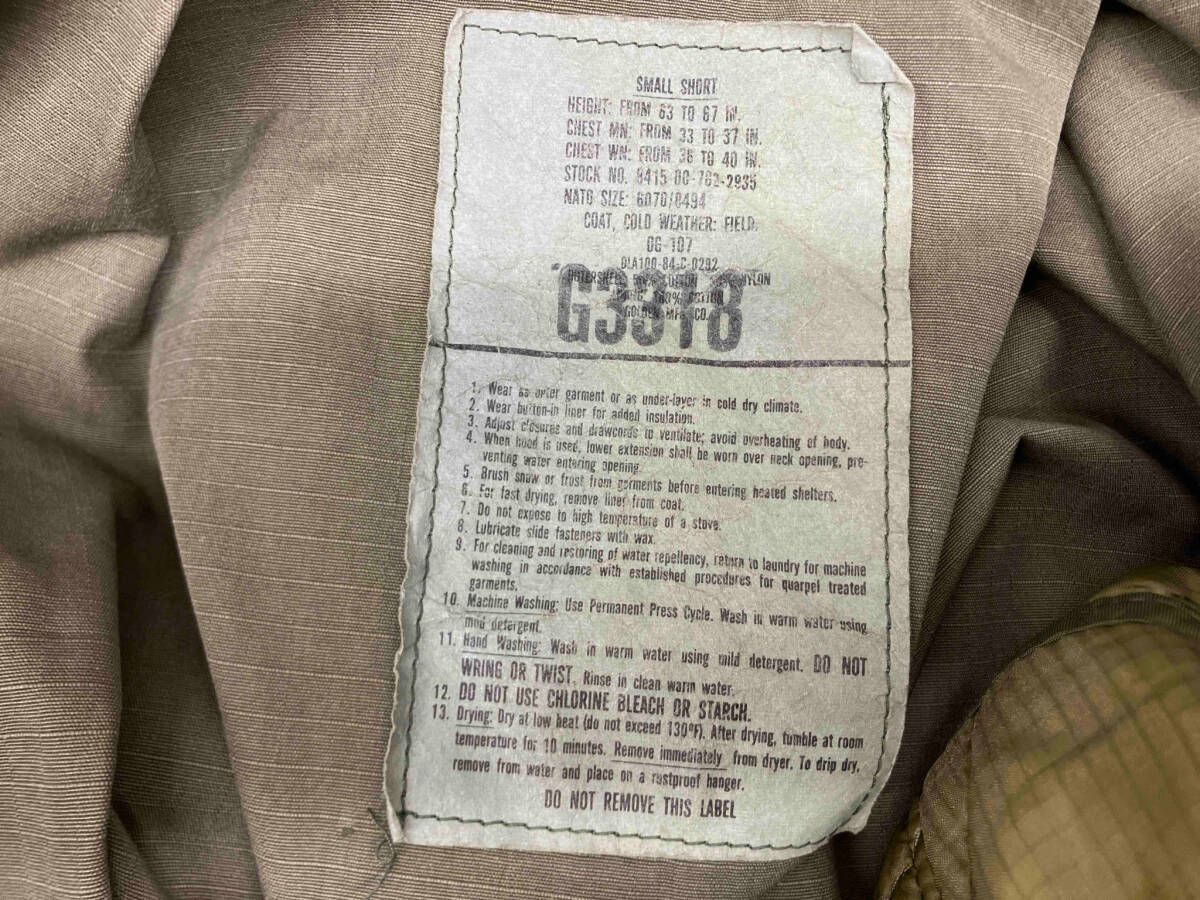 SMALL SHORT
HEIGHT: FROM 63 TO 67 IN.
CHEST MN: FROM 33 TO 37 IN.
CHEST WN: FROM 36 TO 40 IN.
STOCK NO. 8415-00-782-2935
NATO SIZE: 6070/8494
COAT, COLD WEATHER: FIELD.
OG-107
DLA100-84-C-0292
COTTON NYLON
COTTON
GOLDEN MFG. CO.
G3318
1. Wear as outer garment or as under-layer in cold dry climate.
2. Wear button-in liner for added insulation.
3. Adjust closures and drawcords to ventilate; avoid overheating of body.
4. When hood is used, lower extension shall be worn over neck opening, pre-
venting water entering opening.
5. Brush snow or frost from garments before entering heated shelters.
6. For fast drying, remove liner from coat.
7. Do not expose to high temperature of a stove.
8. Lubricate slide fasteners with wax.
9. For cleaning and restoring of water repellency, return to laundry for machine
washing in accordance with established procedures for quarpel treated
garments.
10. Machine Washing: Use Permanent Press Cycle. Wash in warm water using
mild detergent.
11. Hand Washing: Wash in warm water using mild detergent. DO NOT
WRING OR TWIST. Rinse in clean warm water.
12. DO NOT USE CHLORINE BLEACH OR STARCH.
13. Drying: Dry at low heat (do not exceed 130°F). After drying, tumble at room
temperature for 10 minutes. Remove immediately from dryer. To drip dry,
remove from water and place on a rustproof hanger.
DO NOT REMOVE THIS LABEL